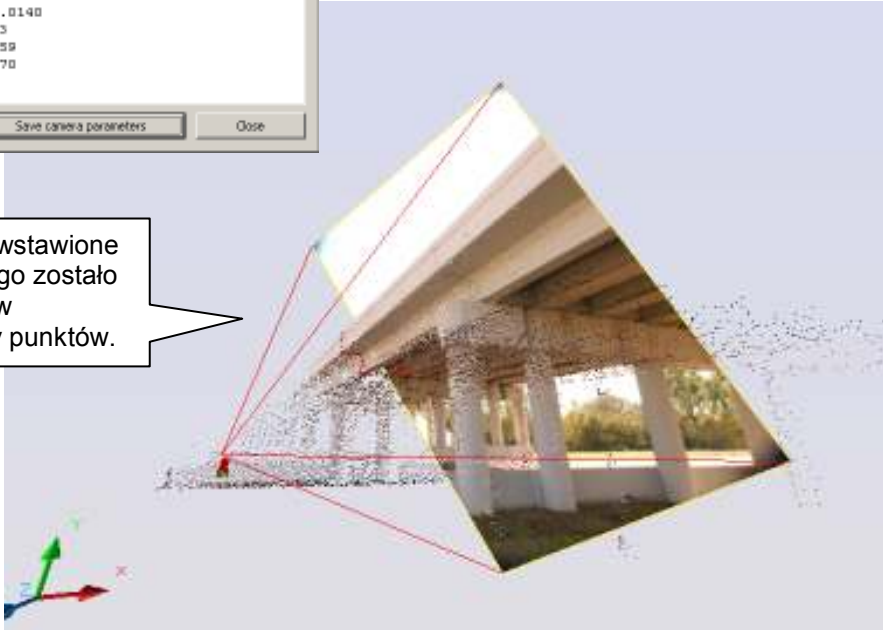 .0140
3
59
70
Save camera parameters
Close
wstawione
go zostało
w
y punktów.
Y
X
Z